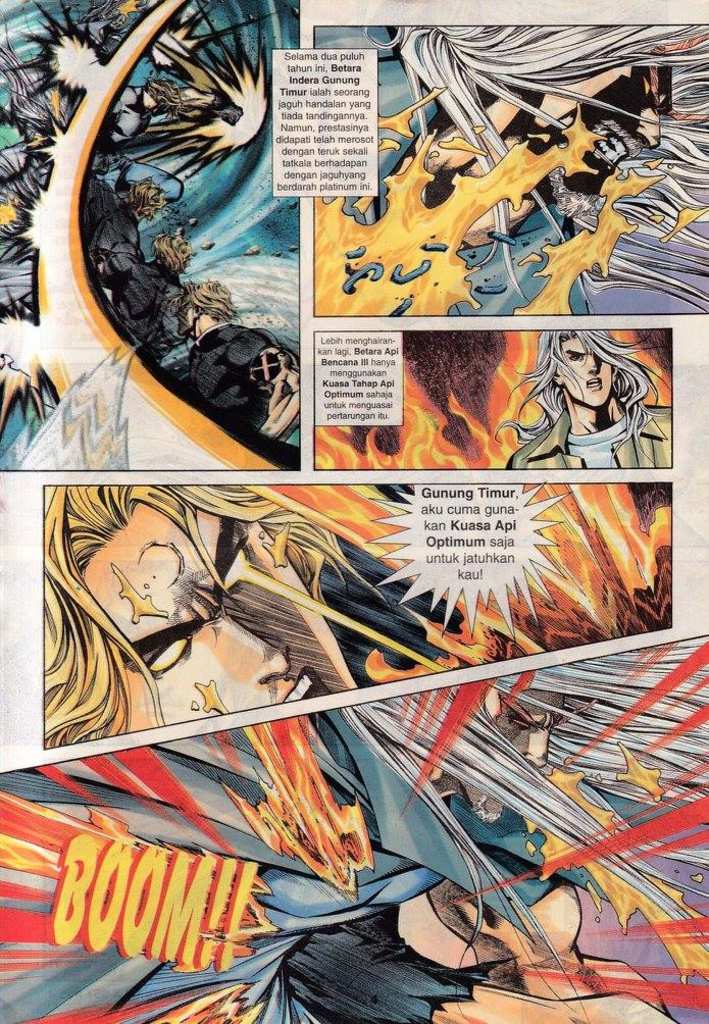 Selama dua puluh
tahun ini, Betara
Indera Gunung
Timur ialah seorang
jaguh handalan yang
tiada tandingannya.
Namun, prestasinya
didapati telah merosot
dengan teruk sekali
tatkala berhadapan
dengan jaguhyang
berdarah platinum ini.
Lebih menghairan-
kan lagi, Betara Api
Bencana III hanya
menggunakan
Kuasa Tahap Api
Optimum sahaja
untuk menguasai
pertarungan itu.
Gunung Timur,
aku cuma guna-
kan Kuasa Api
Optimum saja
untuk jatuhkan
kau!
BOOM!!